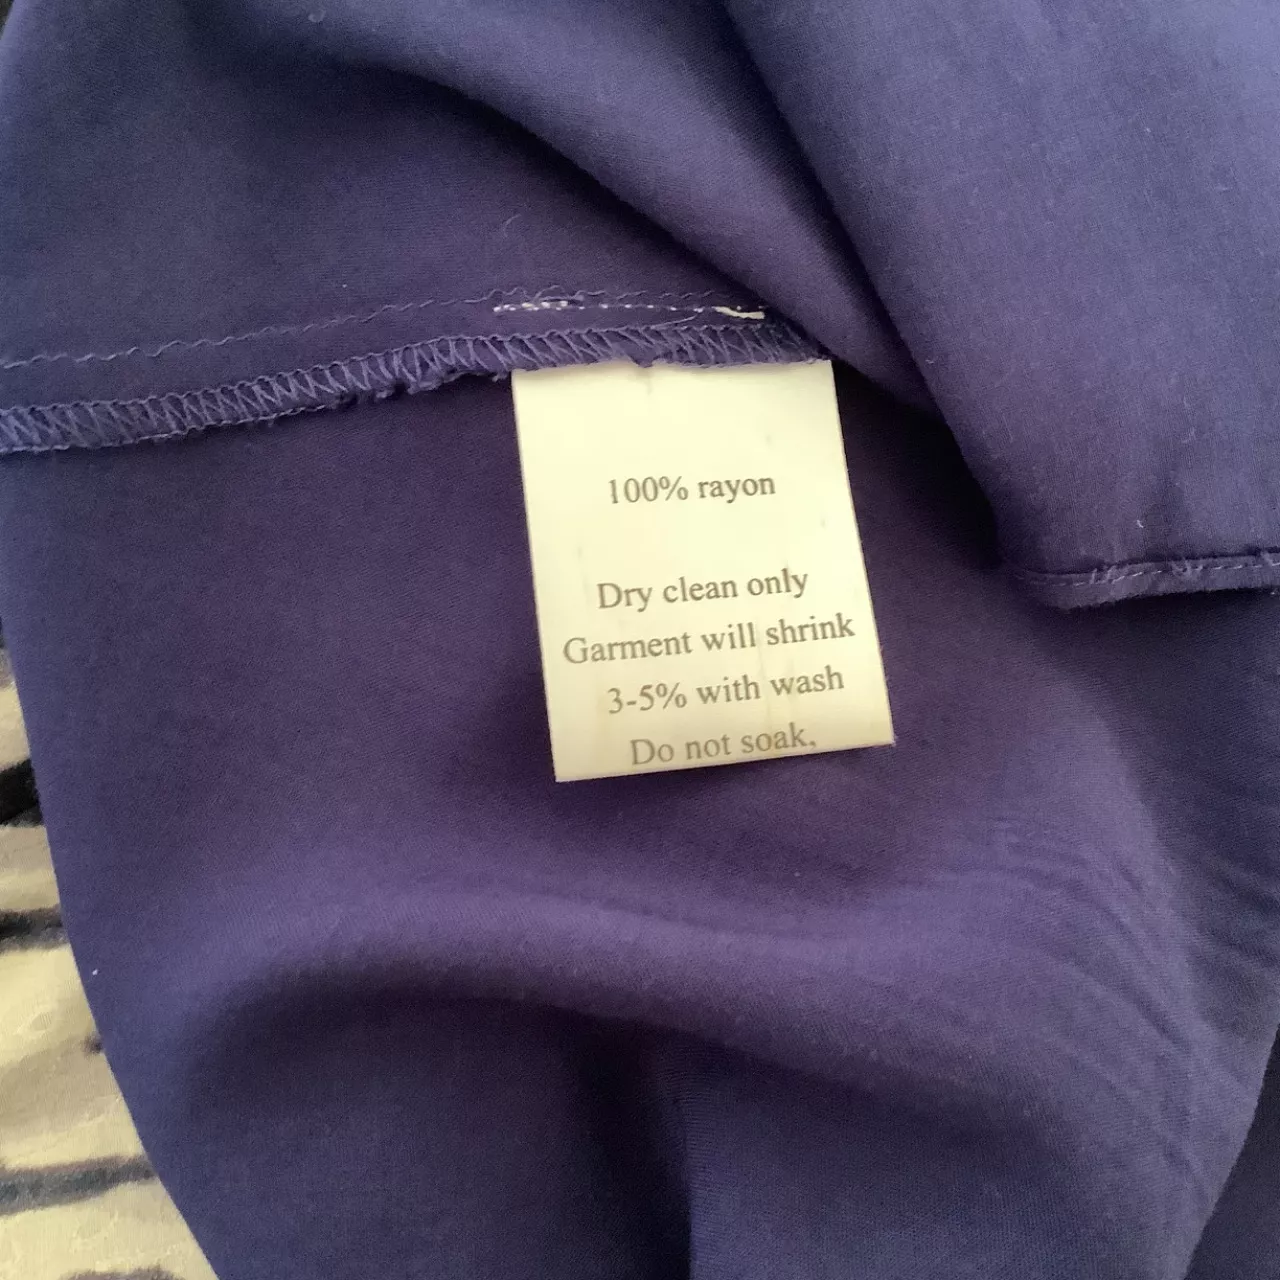 100% rayon
Dry clean only
Garment will shrink
3-5% with wash
Do not soak,